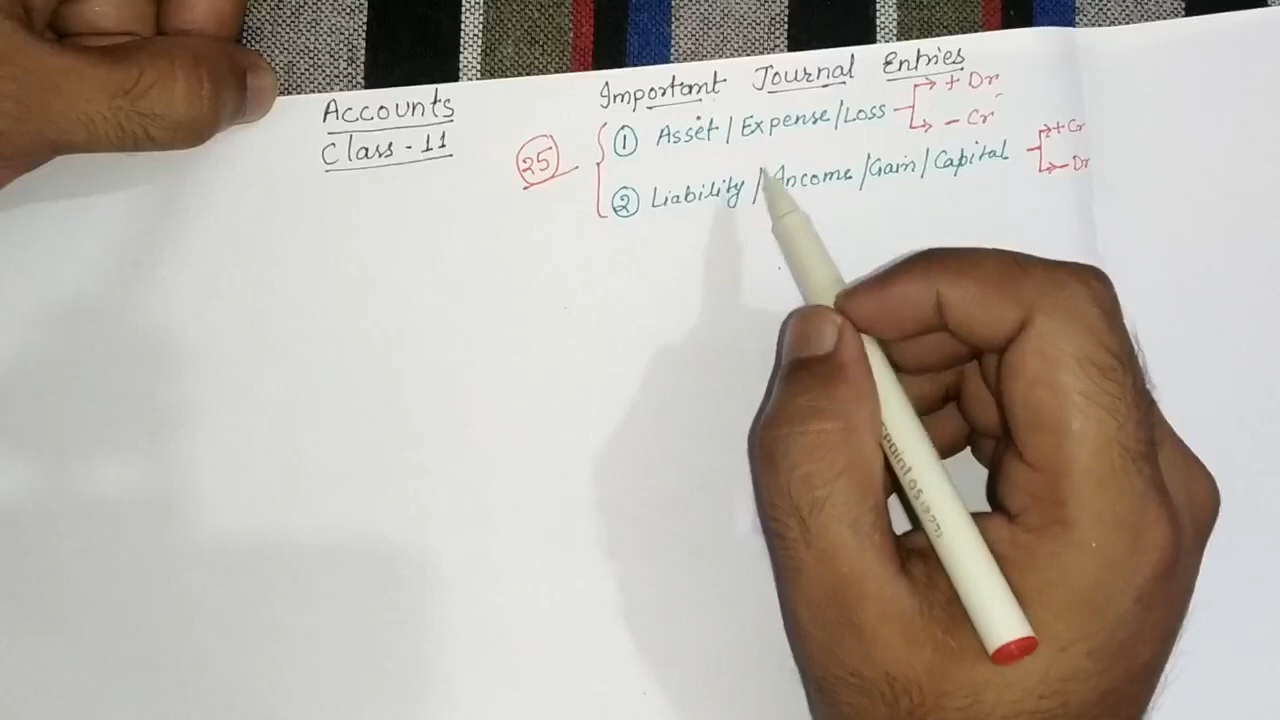 Accounts
Class - 11
Important Journal Entries
25
① Asset / Expense / Loss → + Dr
→ - Cr
② Liability / Income / Gain / Capital → + Cr
→ - Dr